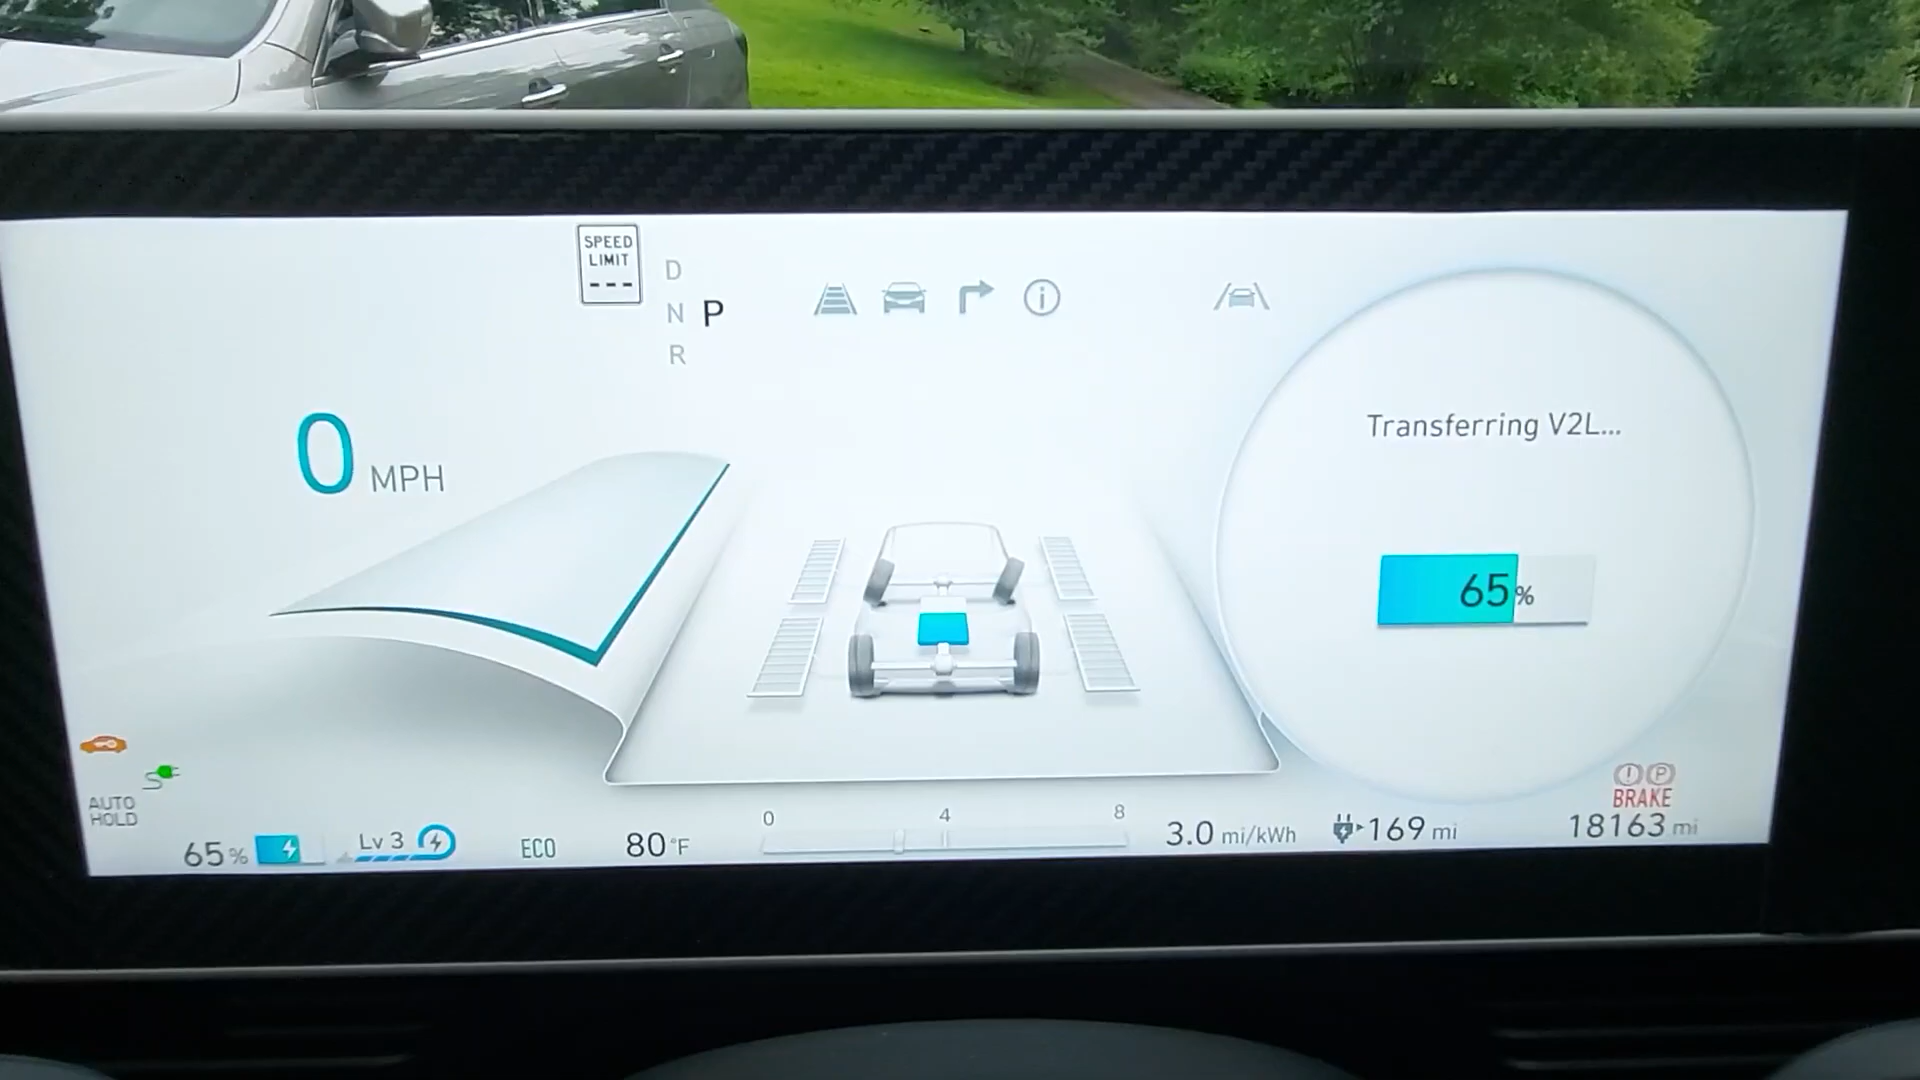 SPEED
LIMIT
---
D
N P
R
0 MPH
Transferring V2L...
65%
AUTO
HOLD
65%
Lv 3
ECO
80°F
0 4 8
3.0 mi/kWh
169 mi
P
BRAKE
18163 mi